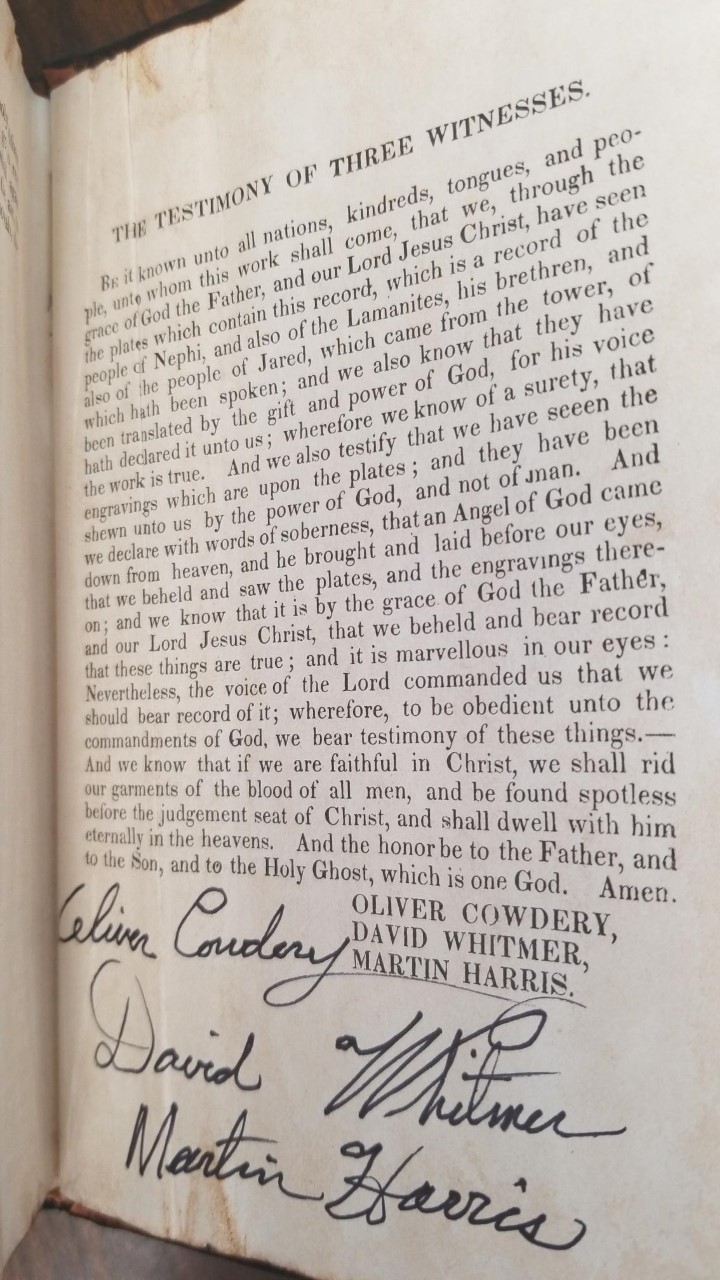 THE TESTIMONY OF THREE WITNESSES.
BE it known unto all nations, kindreds, tongues, and peo-
ple, unto whom this work shall come, that we, through the
grace of God the Father, and our Lord Jesus Christ, have seen
the plates which contain this record, which is a record of the
people of Nephi, and also of the Lamanites, his brethren, and
also of the people of Jared, which came from the tower, of
which hath been spoken; and we also know that they have
been translated by the gift and power of God, for his voice
hath declared it unto us; wherefore we know of a surety, that
the work is true. And we also testify that we have seeen the
engravings which are upon the plates; and they have been
shewn unto us by the power of God, and not of man. And
we declare with words of soberness, that an Angel of God came
down from heaven, and he brought and laid before our eyes,
that we beheld and saw the plates, and the engravings there-
on; and we know that it is by the grace of God the Father,
and our Lord Jesus Christ, that we beheld and bear record
that these things are true; and it is marvellous in our eyes:
Nevertheless, the voice of the Lord commanded us that we
should bear record of it; wherefore, to be obedient unto the
commandments of God, we bear testimony of these things.—
And we know that if we are faithful in Christ, we shall rid
our garments of the blood of all men, and be found spotless
before the judgement seat of Christ, and shall dwell with him
eternally in the heavens. And the honor be to the Father, and
to the Son, and to the Holy Ghost, which is one God. Amen.
OLIVER COWDERY,
DAVID WHITMER,
MARTIN HARRIS.
Oliver Cowdery
David Whitmer
Martin Harris